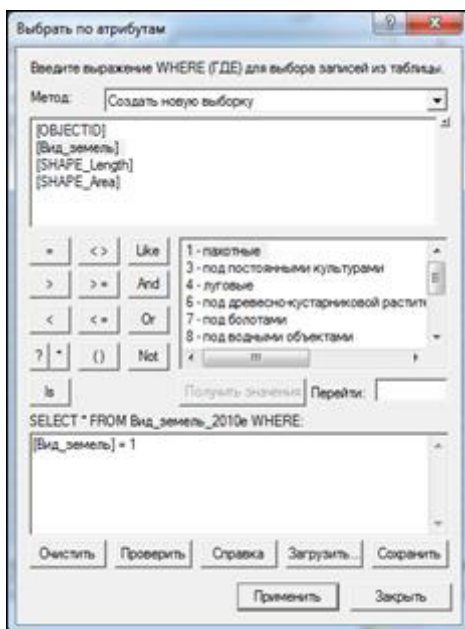 Выбрать по атрибутам
Введите выражение WHERE (ГДЕ) для выбора записей из таблицы.
Метод: Создать новую выборку
[OBJECTID]
[Вид_земель]
[SHAPE_Length]
[SHAPE_Area]
= <> Like
> >= And
< <= Or
? * () Not
Is
1 - пахотные
3 - под постоянными культурами
4 - луговые
6 - под древесно-кустарниковой растите
7 - под болотами
8 - под водными объектами
Получить значения Перейти:
SELECT * FROM Вид_земель_2010e WHERE:
[Вид_земель] = 1
Очистить Проверить Справка Загрузить... Сохранить
Применить Закрыть